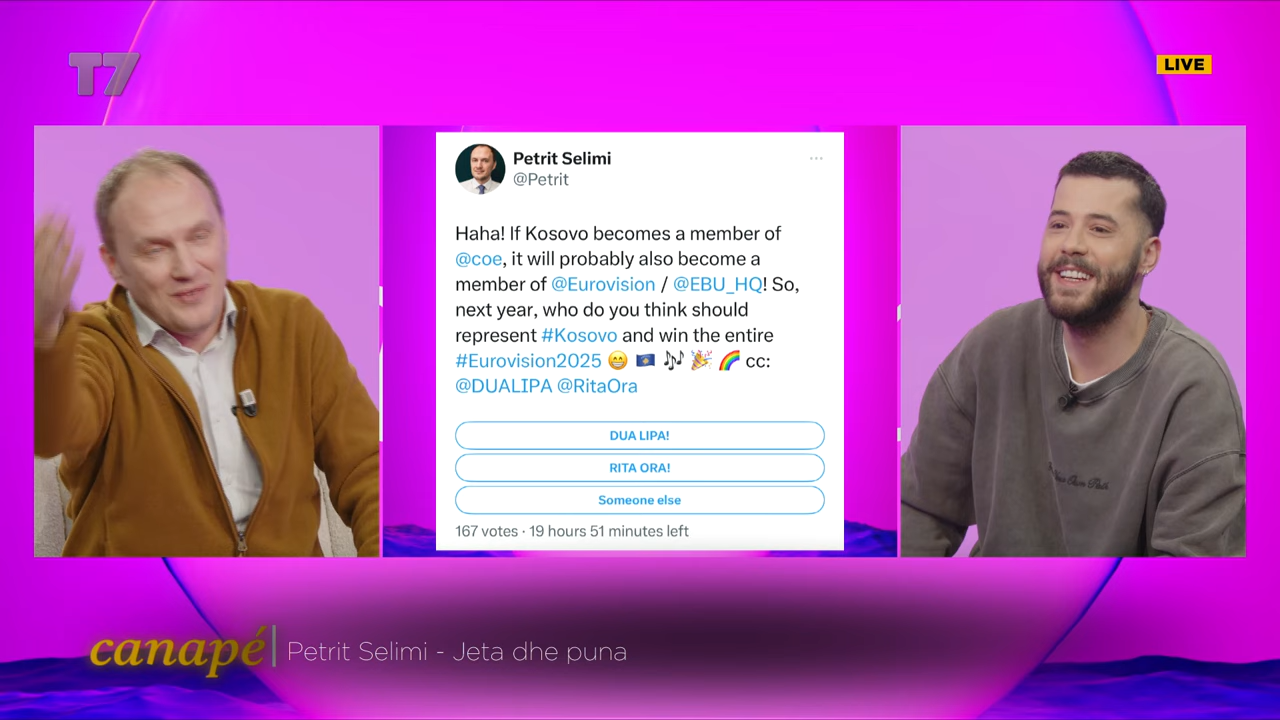 T7
LIVE
Petrit Selimi
@Petrit
Haha! If Kosovo becomes a member of
@coe, it will probably also become a
member of @Eurovision / @EBU_HQ! So,
next year, who do you think should
represent #Kosovo and win the entire
#Eurovision2025 😁 🇽🇰 🎶 🎉 🌈 cc:
@DUALIPA @RitaOra
DUA LIPA!
RITA ORA!
Someone else
167 votes · 19 hours 51 minutes left
canapé
Petrit Selimi - Jeta dhe puna